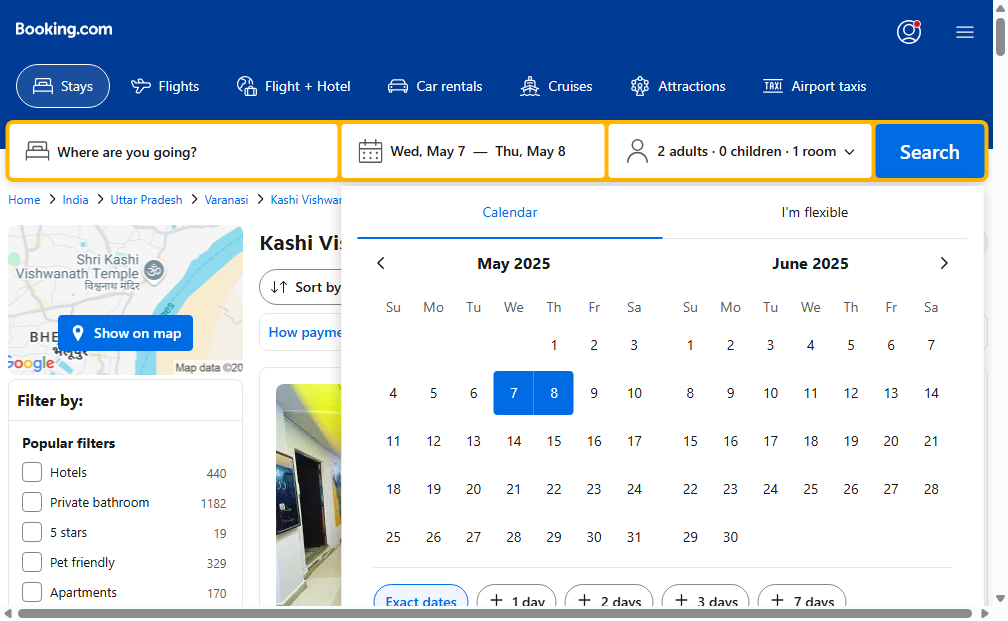 Booking.com
Stays Flights Flight + Hotel Car rentals Cruises Attractions TAXI Airport taxis
Where are you going? Wed, May 7 — Thu, May 8 2 adults · 0 children · 1 room Search
Home India Uttar Pradesh Varanasi Kashi Vishwan
Calendar I'm flexible
Shri Kashi
Vishwanath Temple
विश्वनाथ मंदिर
BHE
Show on map
Google
Map data ©20
Kashi Vi
Sort by
How payme
Filter by:
Popular filters
Hotels 440
Private bathroom 1182
5 stars 19
Pet friendly 329
Apartments 170
May 2025
Su Mo Tu We Th Fr Sa
1 2 3
4 5 6 7 8 9 10
11 12 13 14 15 16 17
18 19 20 21 22 23 24
25 26 27 28 29 30 31
June 2025
Su Mo Tu We Th Fr Sa
1 2 3 4 5 6 7
8 9 10 11 12 13 14
15 16 17 18 19 20 21
22 23 24 25 26 27 28
29 30
Exact dates + 1 day + 2 days + 3 days + 7 days